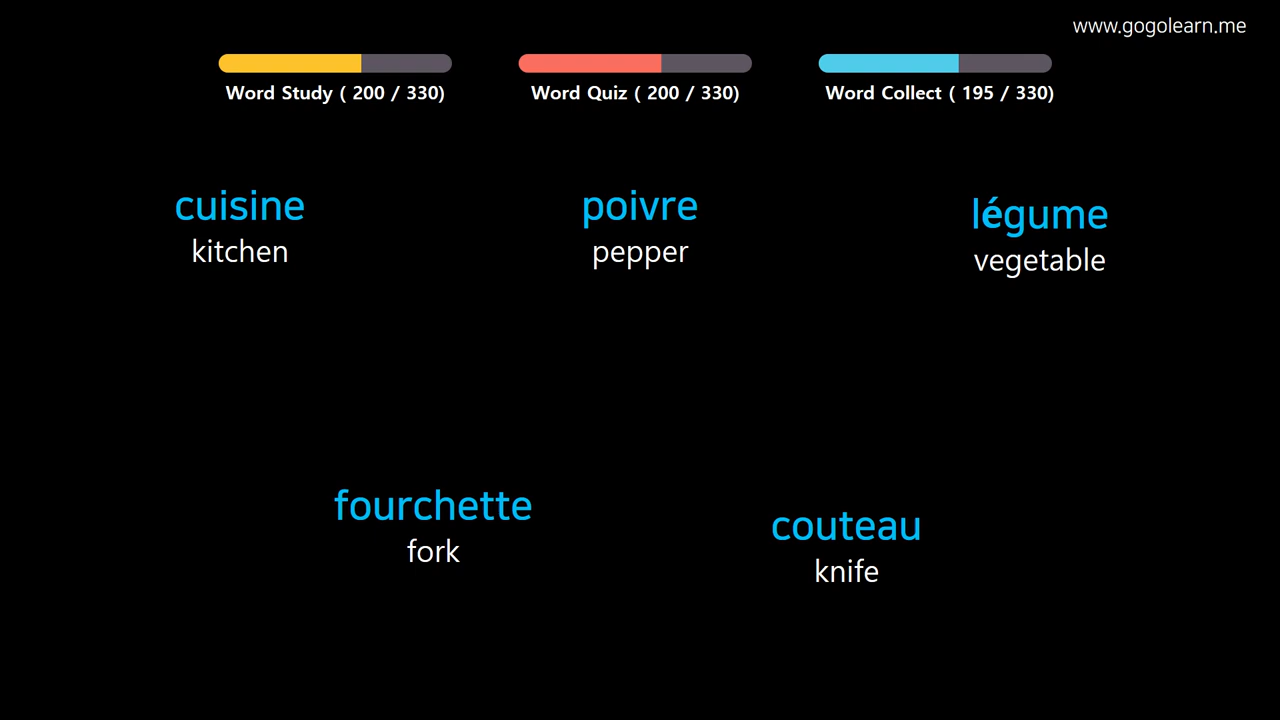 www.gogolearn.me
Word Study ( 200 / 330)
Word Quiz ( 200 / 330)
Word Collect ( 195 / 330)
cuisine
kitchen
poivre
pepper
légume
vegetable
fourchette
fork
couteau
knife